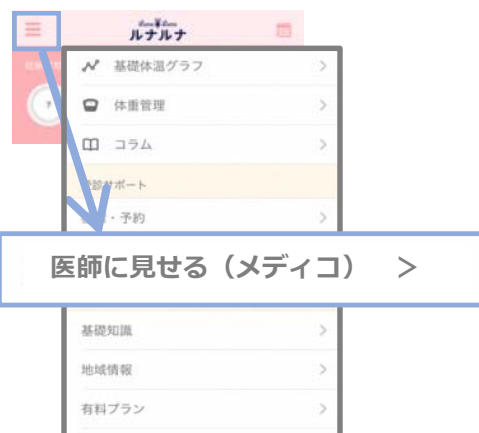 ルナルナ
基礎体温グラフ >
体重管理 >
コラム >
サポート
・予約 >
医師に見せる（メディコ） ＞
基礎知識 >
地域情報 >
有料プラン >